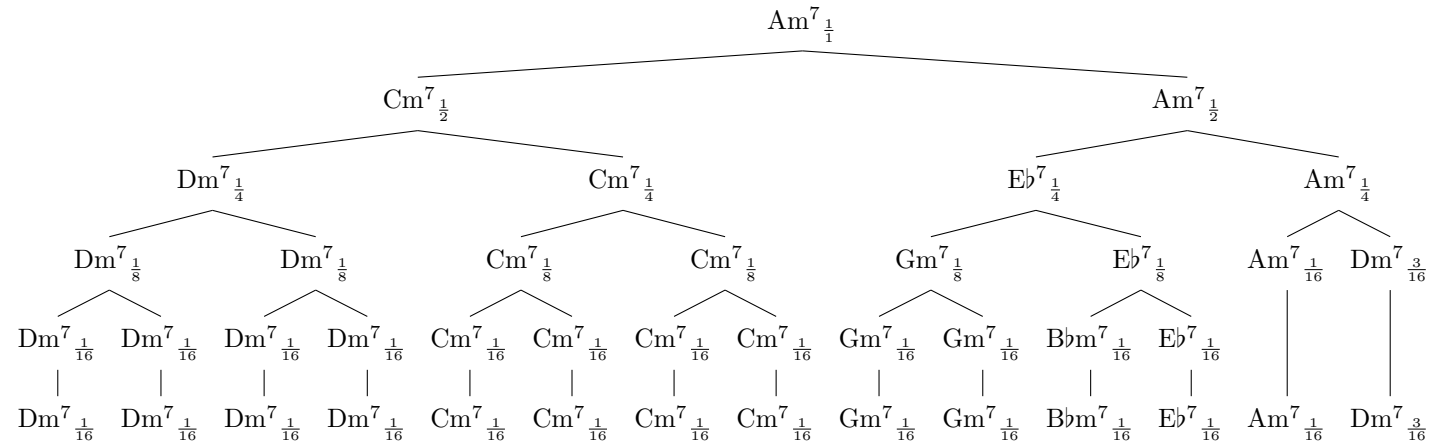 Am⁷ 1/1
Cm⁷ 1/2 Am⁷ 1/2
Dm⁷ 1/4 Cm⁷ 1/4 E♭⁷ 1/4 Am⁷ 1/4
Dm⁷ 1/8 Dm⁷ 1/8 Cm⁷ 1/8 Cm⁷ 1/8 Gm⁷ 1/8 E♭⁷ 1/8 Am⁷ 1/16 Dm⁷ 3/16
Dm⁷ 1/16 Dm⁷ 1/16 Dm⁷ 1/16 Dm⁷ 1/16 Cm⁷ 1/16 Cm⁷ 1/16 Cm⁷ 1/16 Cm⁷ 1/16 Gm⁷ 1/16 Gm⁷ 1/16 B♭m⁷ 1/16 E♭⁷ 1/16
Dm⁷ 1/16 Dm⁷ 1/16 Dm⁷ 1/16 Dm⁷ 1/16 Cm⁷ 1/16 Cm⁷ 1/16 Cm⁷ 1/16 Cm⁷ 1/16 Gm⁷ 1/16 Gm⁷ 1/16 B♭m⁷ 1/16 E♭⁷ 1/16 Am⁷ 1/16 Dm⁷ 3/16